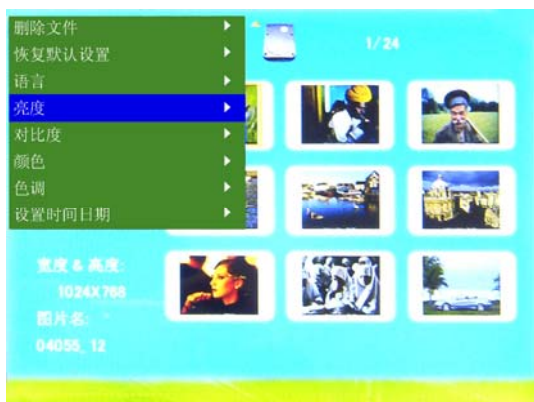 删除文件
恢复默认设置
语言
亮度
对比度
颜色
色调
设置时间日期
1/24
宽度 & 高度:
1024X768
图片名:
04055_12